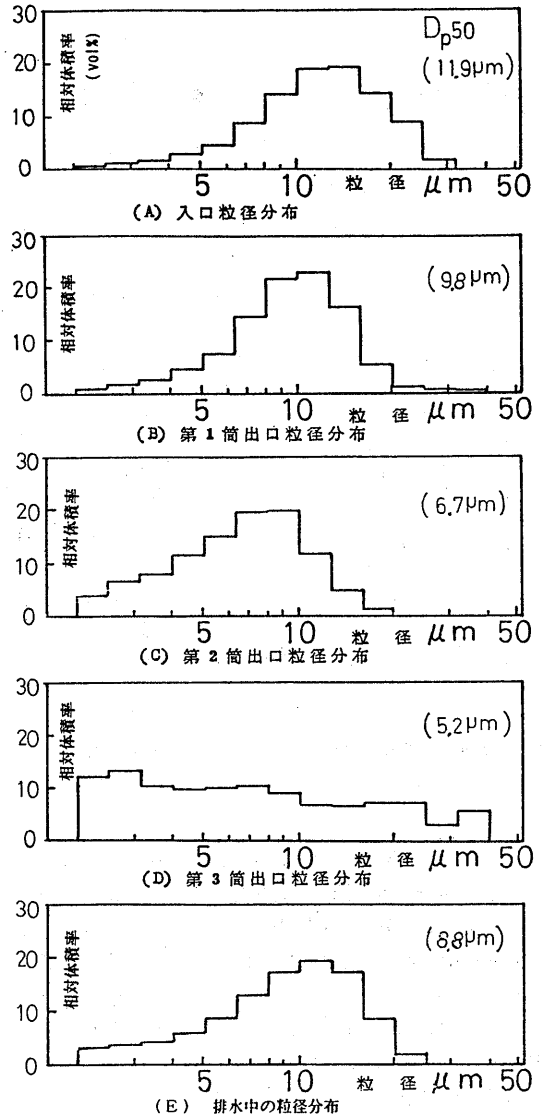 30
20
10
0
相対体積率
(vol%)
Dp50
(11.9μm)
5 10 粒 径 μm 50
(A) 入口粒径分布
30
20
10
0
相対体積率
(9.8μm)
5 10 粒 径 μm 50
(B) 第1筒出口粒径分布
30
20
10
0
相対体積率
(6.7μm)
5 10 粒 径 μm 50
(C) 第2筒出口粒径分布
30
20
10
0
相対体積率
(5.2μm)
5 10 粒 径 μm 50
(D) 第3筒出口粒径分布
30
20
10
0
相対体積率
(8.8μm)
5 10 粒 径 μm 50
(E) 排水中の粒径分布